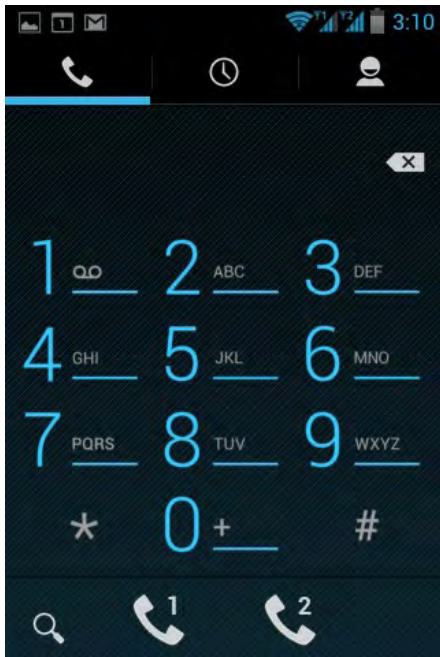 1 3:10
1 2 ABC 3 DEF
4 GHI 5 JKL 6 MNO
7 PQRS 8 TUV 9 WXYZ
* 0 + #
1 2